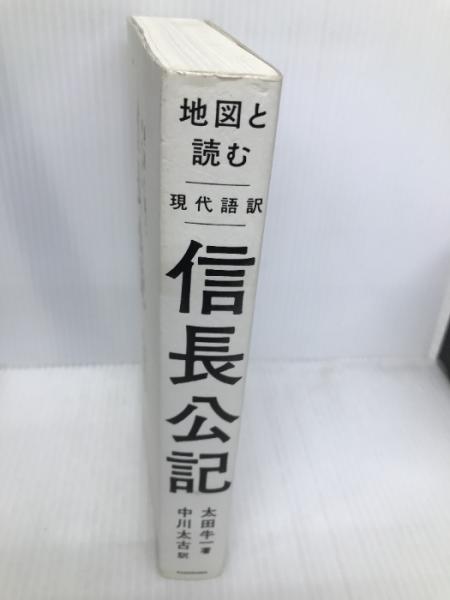 地図と
読む
現代語訳
信長公記
太田牛一著
中川太古訳